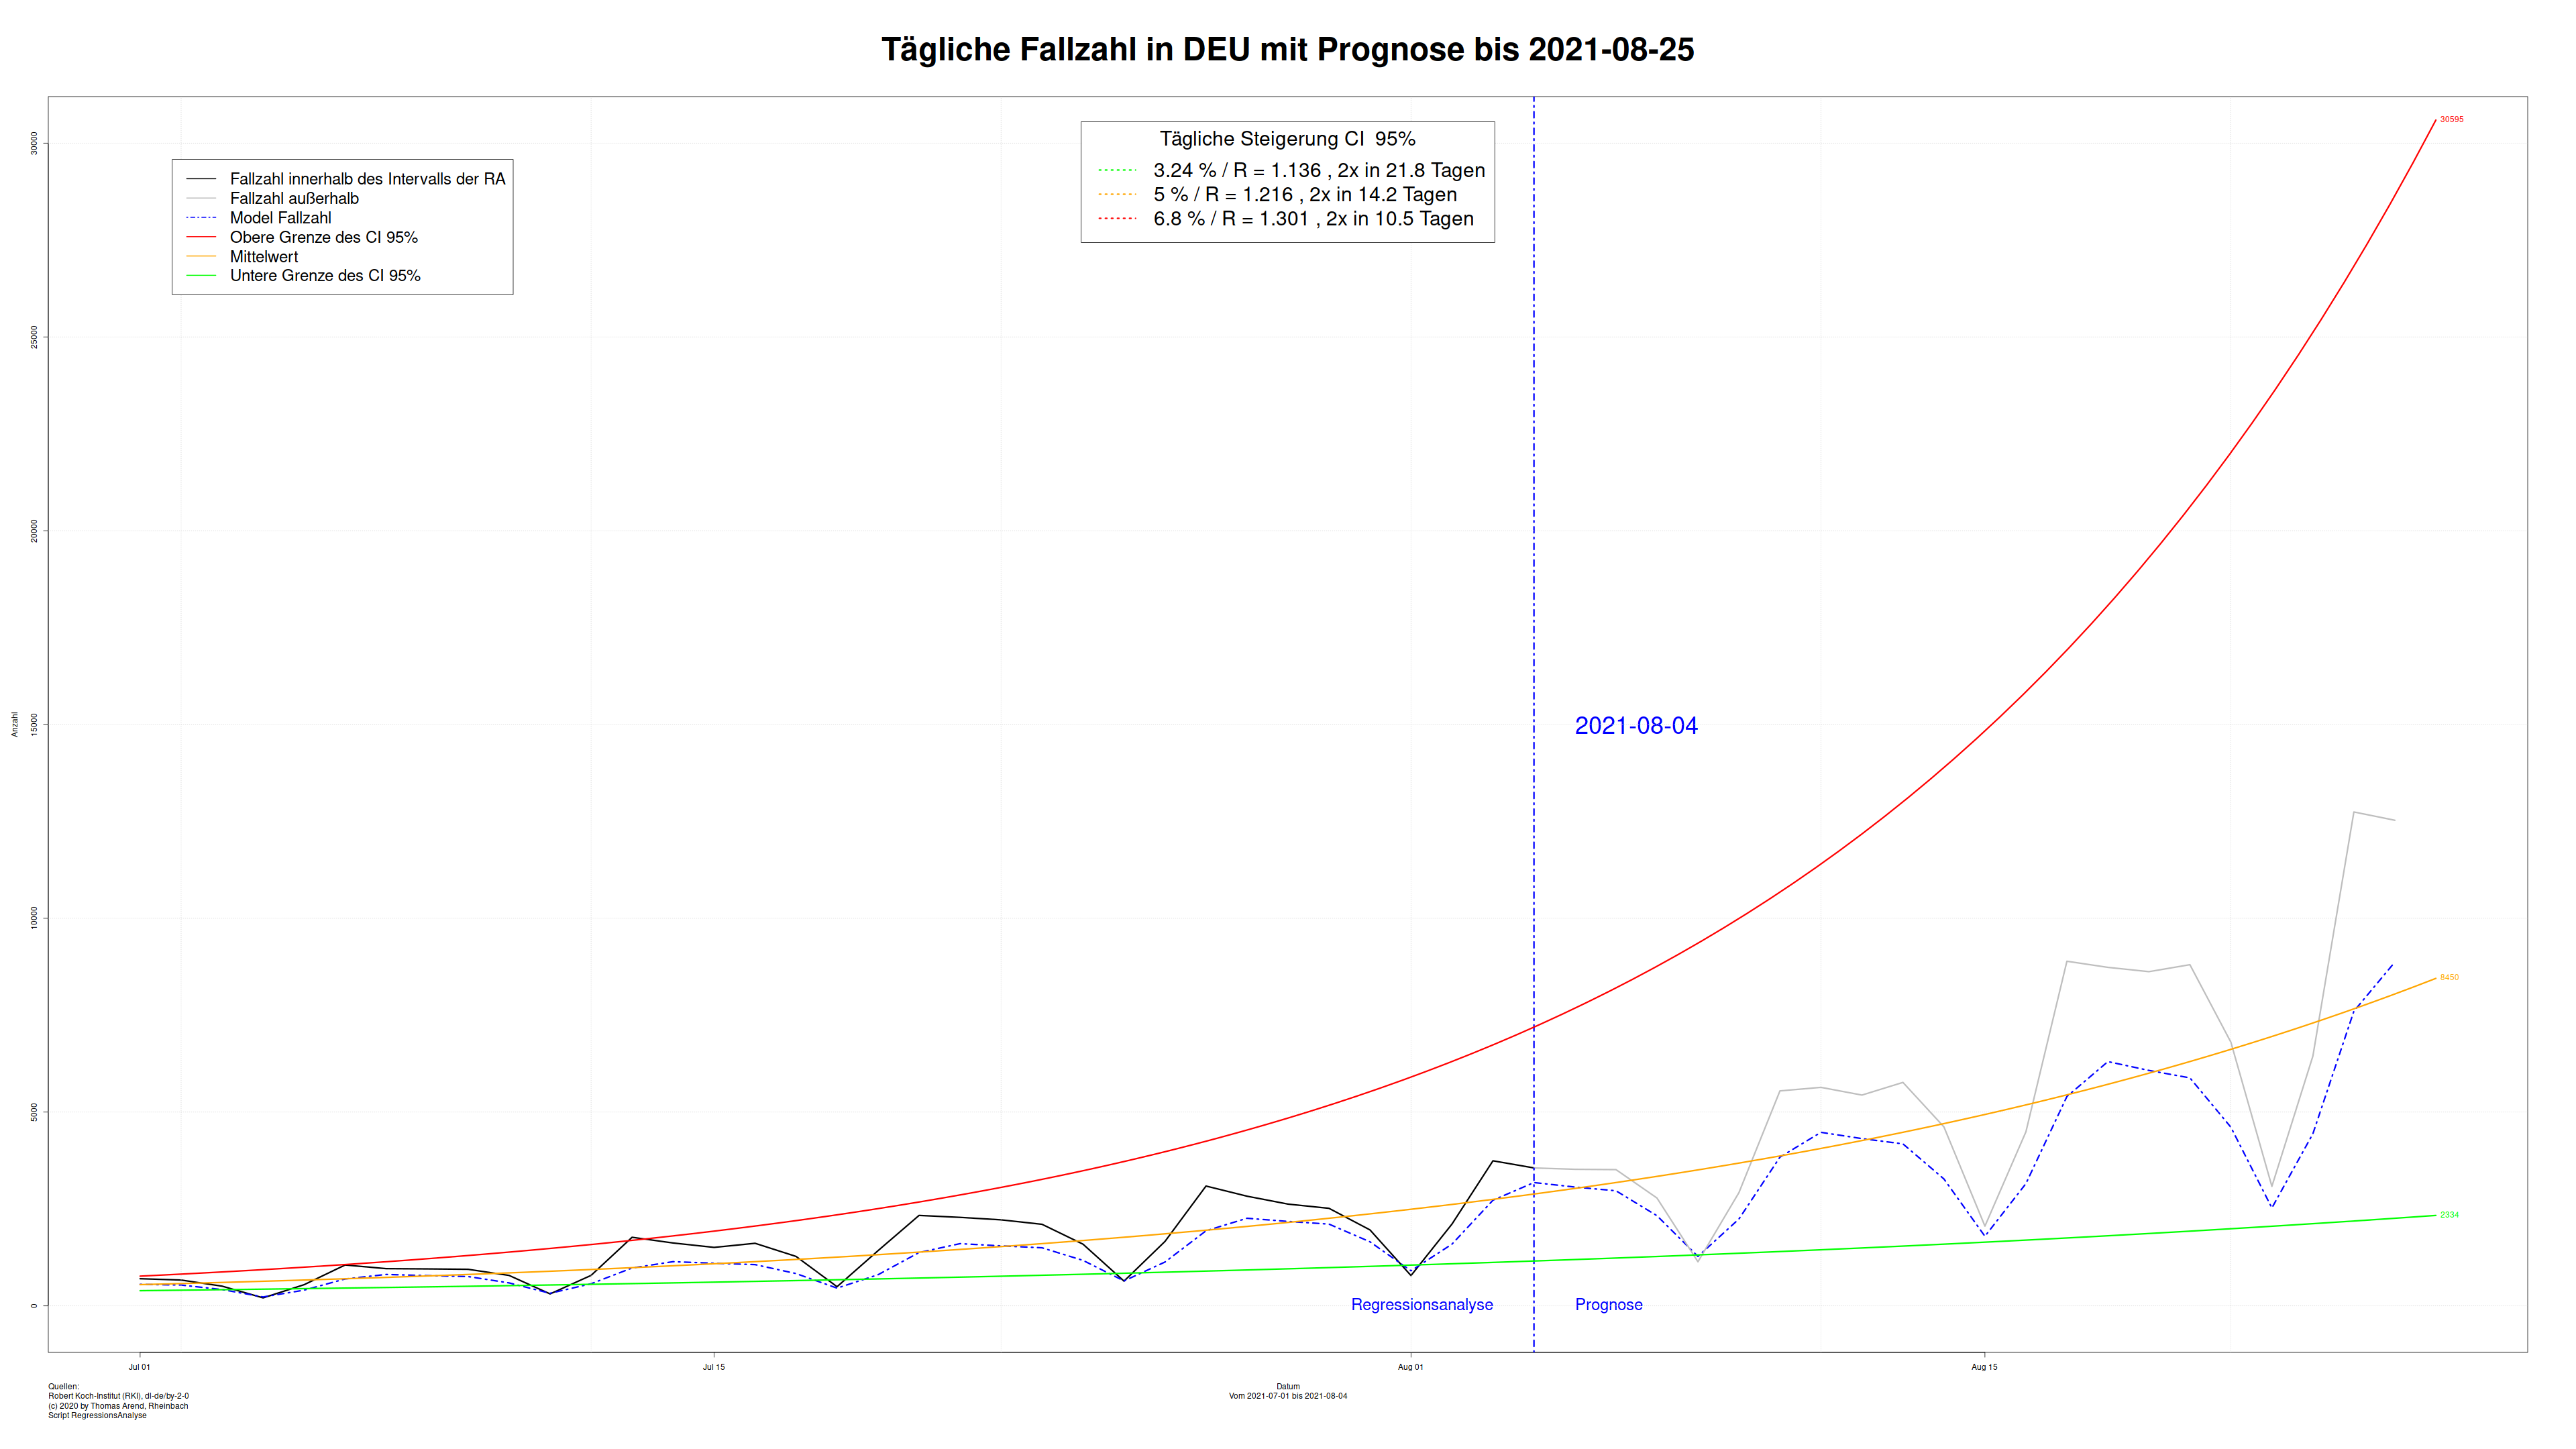 Tägliche Fallzahl in DEU mit Prognose bis 2021-08-25
30595
Tägliche Steigerung CI  95%
3.24 % / R = 1.136 , 2x in 21.8 Tagen
5 % / R = 1.216 , 2x in 14.2 Tagen
6.8 % / R = 1.301 , 2x in 10.5 Tagen
Fallzahl innerhalb des Intervalls der RA
Fallzahl außerhalb
Model Fallzahl
Obere Grenze des CI 95%
Mittelwert
Untere Grenze des CI 95%
30000
25000
20000
15000
10000
5000
0
Anzahl
2021-08-04
8450
2334
Regressionsanalyse
Prognose
Jul 01
Jul 15
Aug 01
Aug 15
Datum
Vom 2021-07-01 bis 2021-08-04
Quellen:
Robert Koch-Institut (RKI), dl-de/by-2-0
(c) 2020 by Thomas Arend, Rheinbach
Script RegressionsAnalyse